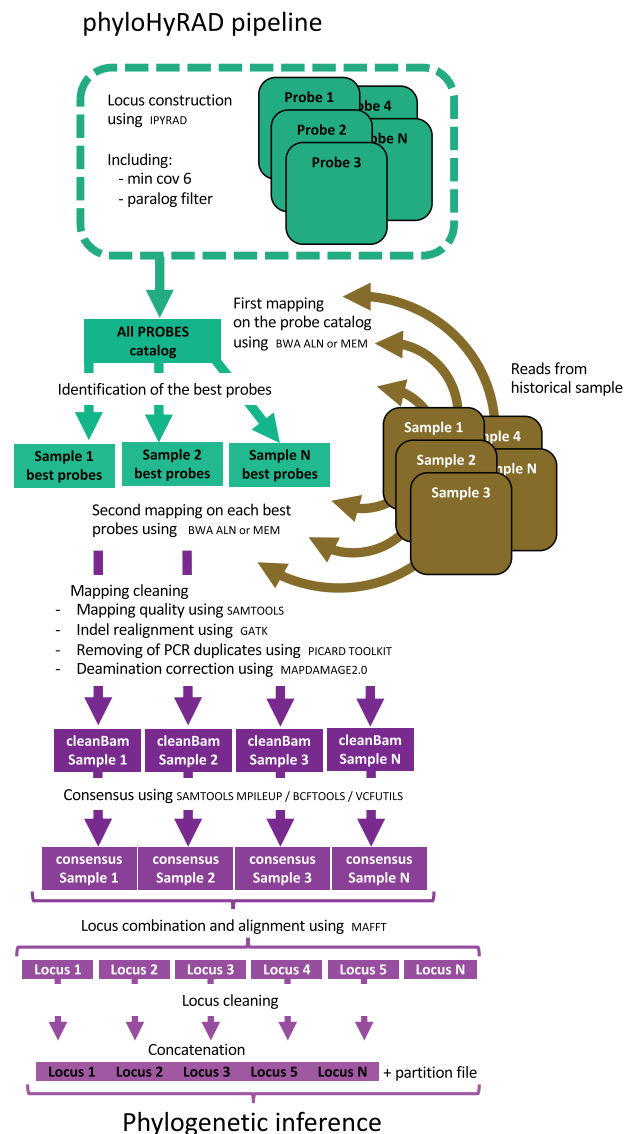 phyloHyRAD pipeline
Locus construction
using IPYRAD
Including:
- min cov 6
- paralog filter
Probe 1
obe 4
Probe 2
be N
Probe 3
All PROBES
catalog
First mapping
on the probe catalog
using BWA ALN or MEM
Reads from
historical sample
Identification of the best probes
Sample 1
best probes
Sample 2
best probes
Sample N
best probes
Sample 1
mple 4
Sample 2
mple N
Sample 3
Second mapping on each best
probes using BWA ALN or MEM
Mapping cleaning
- Mapping quality using SAMTOOLS
- Indel realignment using GATK
- Removing of PCR duplicates using PICARD TOOLKIT
- Deamination correction using MAPDAMAGE2.0
cleanBam
Sample 1
cleanBam
Sample 2
cleanBam
Sample 3
cleanBam
Sample N
Consensus using SAMTOOLS MPILEUP / BCFTOOLS / VCFUTILS
consensus
Sample 1
consensus
Sample 2
consensus
Sample 3
consensus
Sample N
Locus combination and alignment using MAFFT
Locus 1 Locus 2 Locus 3 Locus 4 Locus 5 Locus N
Locus cleaning
Concatenation
Locus 1 Locus 2 Locus 3 Locus 5 Locus N + partition file
Phylogenetic inference